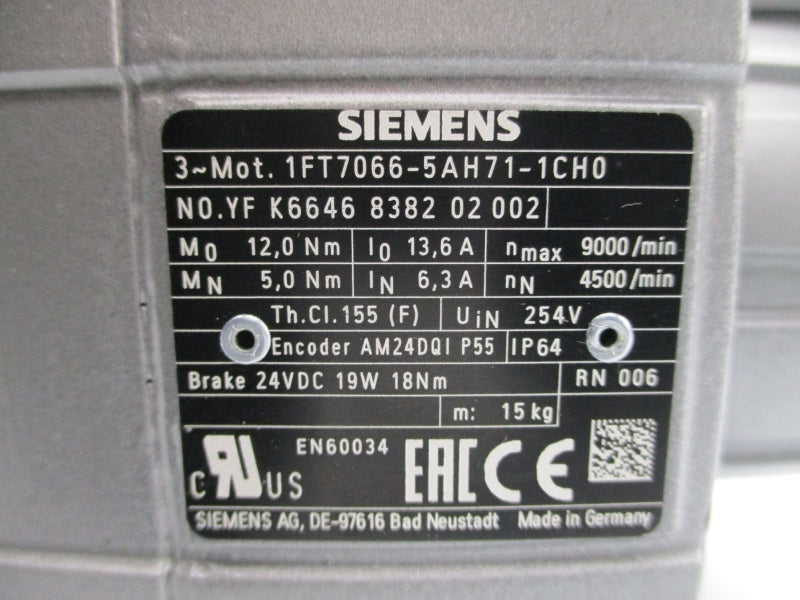 SIEMENS
3~Mot. 1FT7066-5AH71-1CH0
NO.YF K6646 8382 02 002
M0 12,0 Nm I0 13,6 A nmax 9000/min
MN 5,0 Nm IN 6,3 A nN 4500/min
Th.Cl.155 (F) UiN 254V
Encoder AM24DQI P55 IP64
Brake 24VDC 19W 18Nm RN 006
m: 15kg
EN60034
C RU US EAC CE
SIEMENS AG, DE-97616 Bad Neustadt Made in Germany